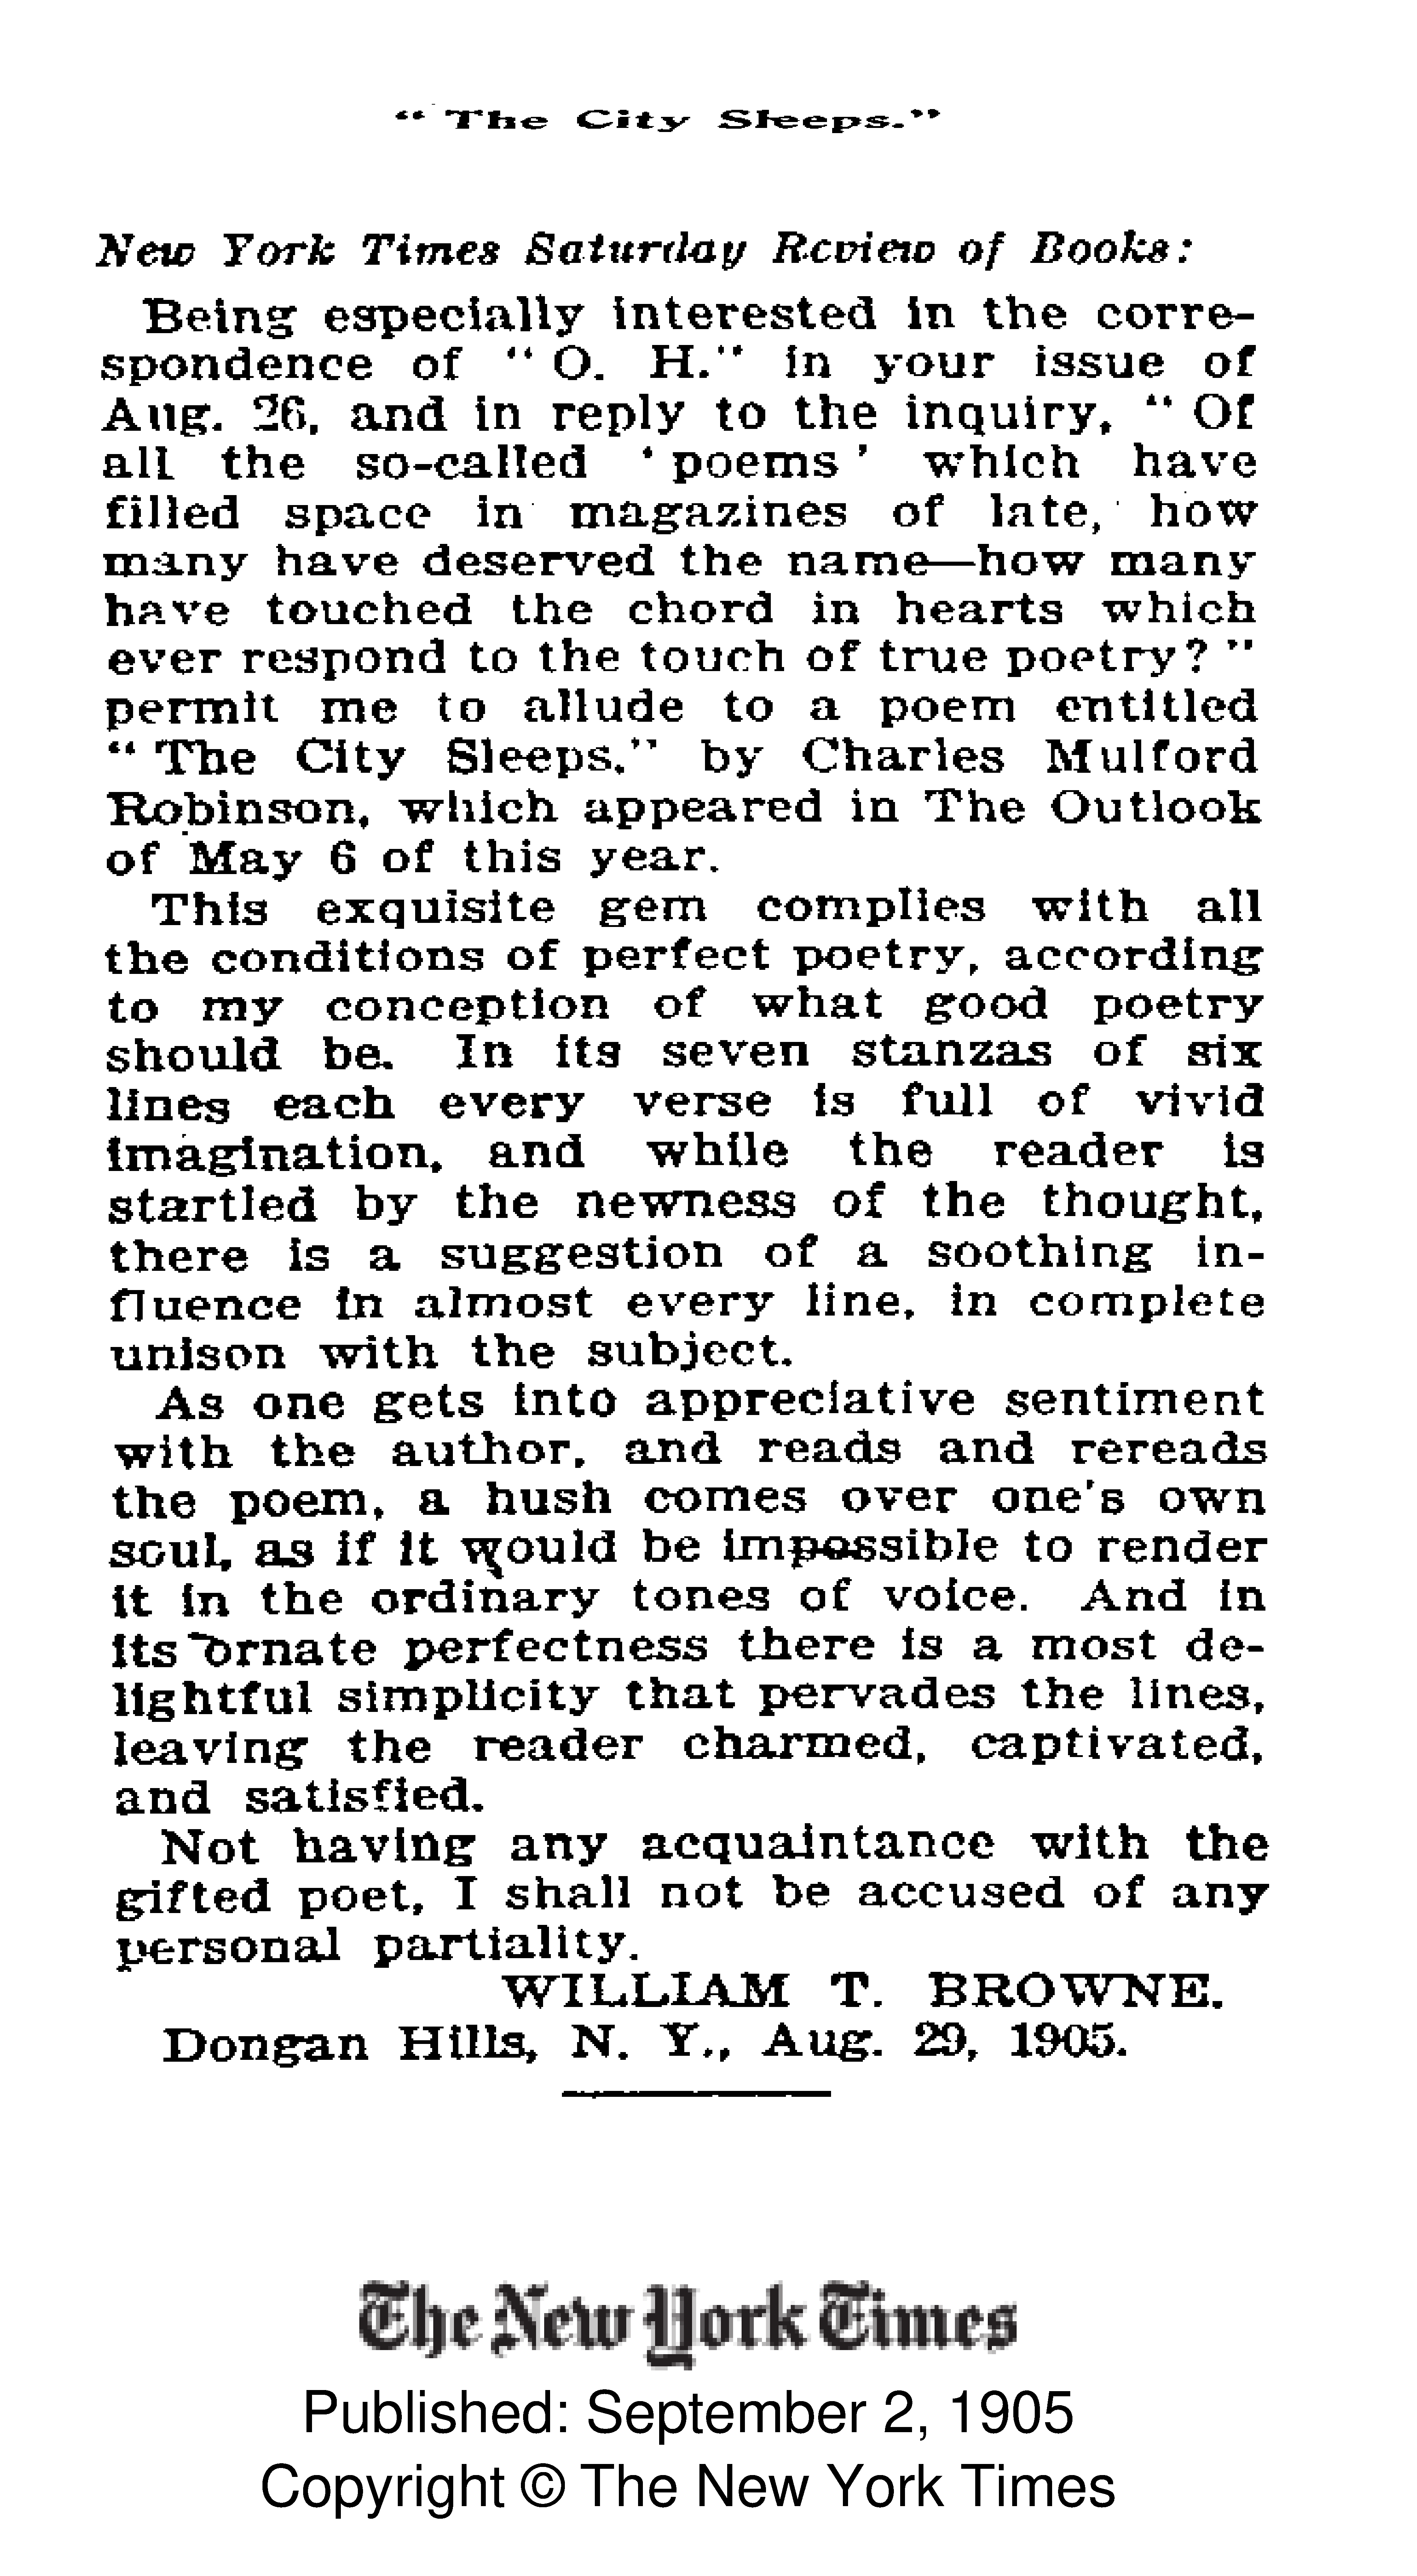 “ The City Sleeps.”
New York Times Saturday Review of Books:
Being especially interested in the corre-
spondence of “ O. H.” in your issue of
Aug. 26, and in reply to the inquiry, “ Of
all the so-called ‘ poems ’ which have
filled space in magazines of late, how
many have deserved the name—how many
have touched the chord in hearts which
ever respond to the touch of true poetry? ”
permit me to allude to a poem entitled
“ The City Sleeps,” by Charles Mulford
Robinson, which appeared in The Outlook
of May 6 of this year.
This exquisite gem complies with all
the conditions of perfect poetry, according
to my conception of what good poetry
should be. In its seven stanzas of six
lines each every verse is full of vivid
imagination, and while the reader is
startled by the newness of the thought,
there is a suggestion of a soothing in-
fluence in almost every line, in complete
unison with the subject.
As one gets into appreciative sentiment
with the author, and reads and rereads
the poem, a hush comes over one's own
soul, as if it would be impossible to render
it in the ordinary tones of voice. And in
its ornate perfectness there is a most de-
lightful simplicity that pervades the lines,
leaving the reader charmed, captivated,
and satisfied.
Not having any acquaintance with the
gifted poet, I shall not be accused of any
personal partiality.
WILLIAM T. BROWNE.
Dongan Hills, N. Y., Aug. 29, 1905.
The New York Times
Published: September 2, 1905
Copyright © The New York Times